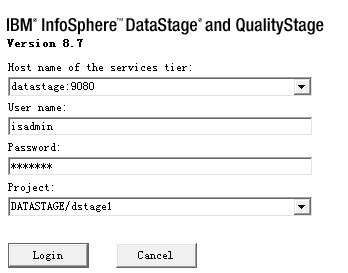 IBM® InfoSphere™ DataStage® and QualityStage
Version 8.7
Host name of the services tier:
datastage:9080
User name:
isadmin
Password:
*******
Project:
DATASTAGE/dstage1
Login Cancel